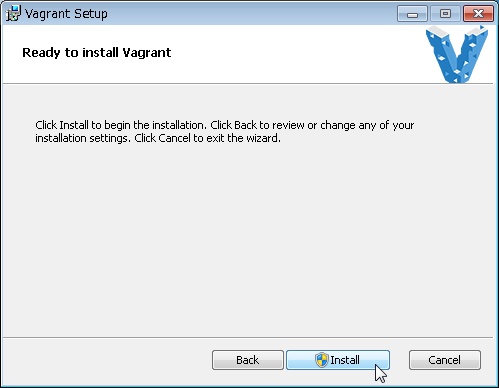 Vagrant Setup
Ready to install Vagrant
Click Install to begin the installation. Click Back to review or change any of your
installation settings. Click Cancel to exit the wizard.
Back
Install
Cancel